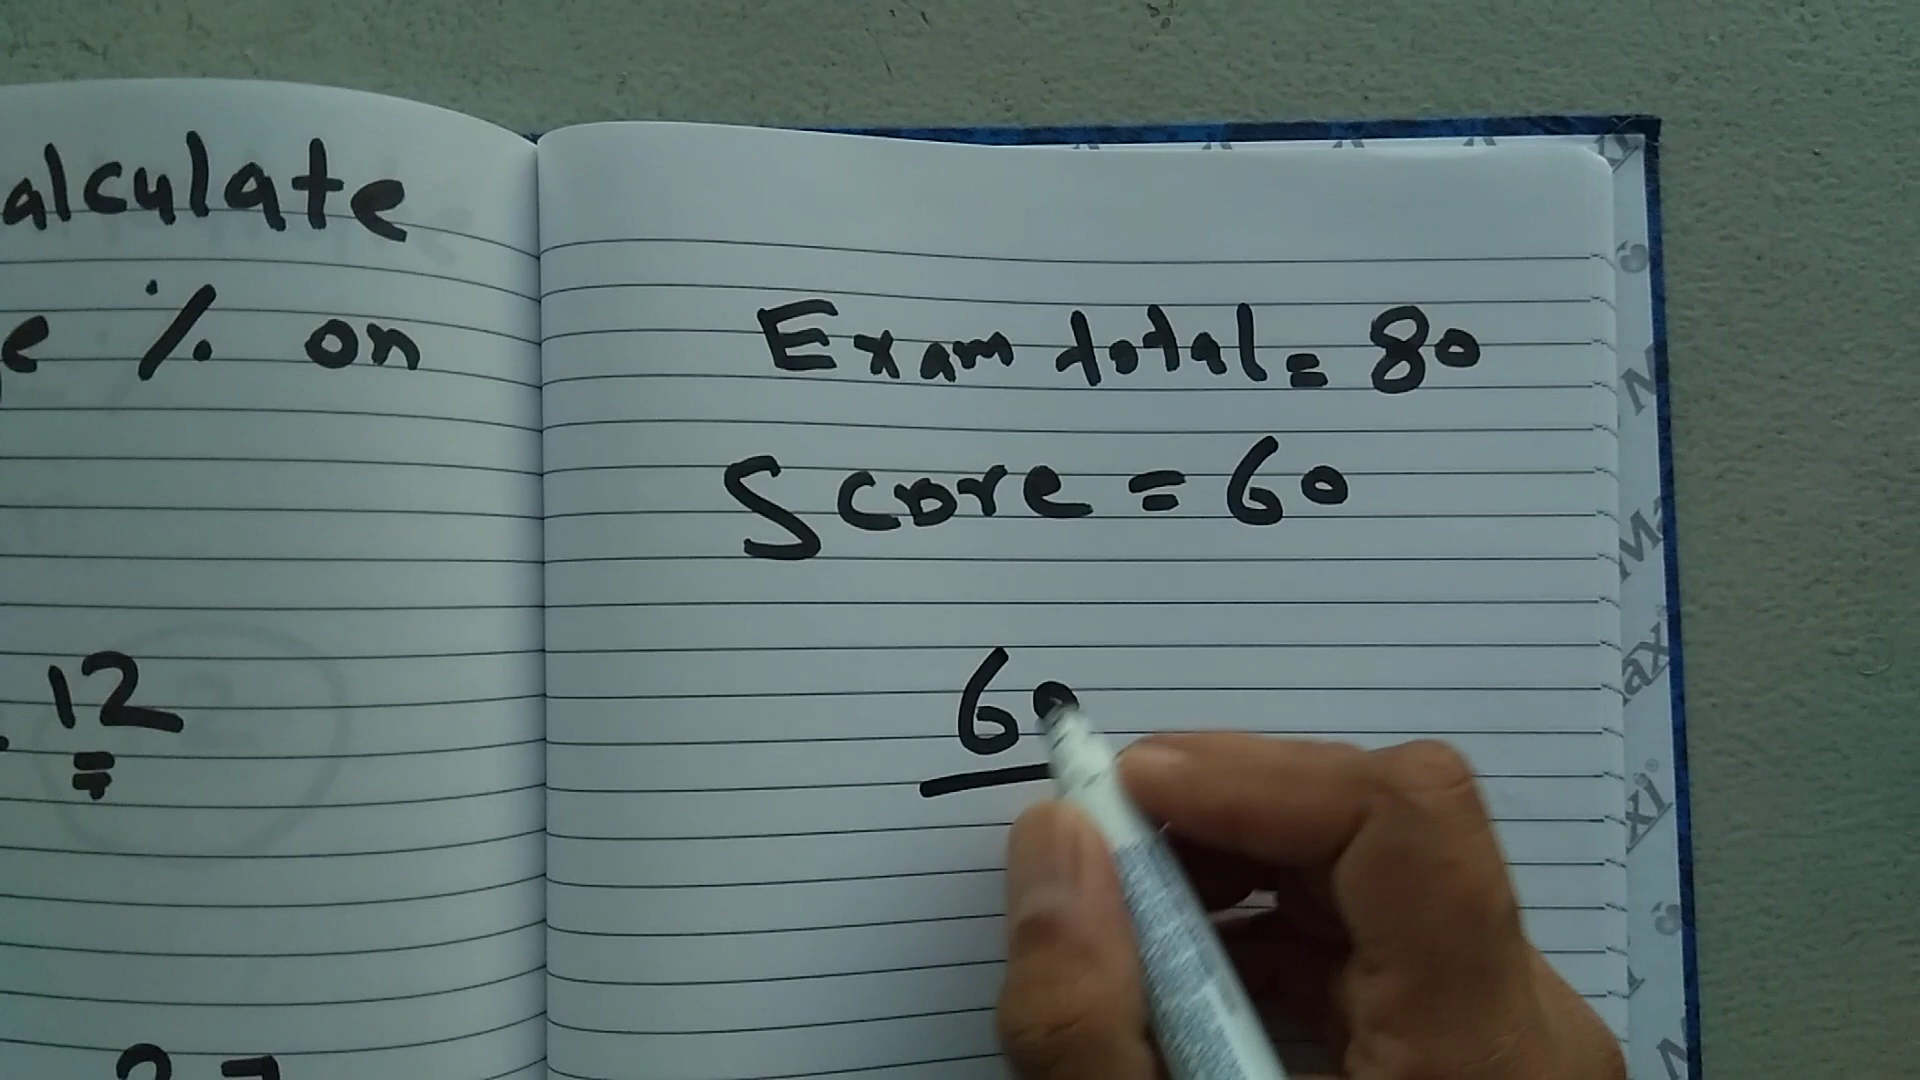 alculate
e % on
12
Exam total = 80
Score = 60
60